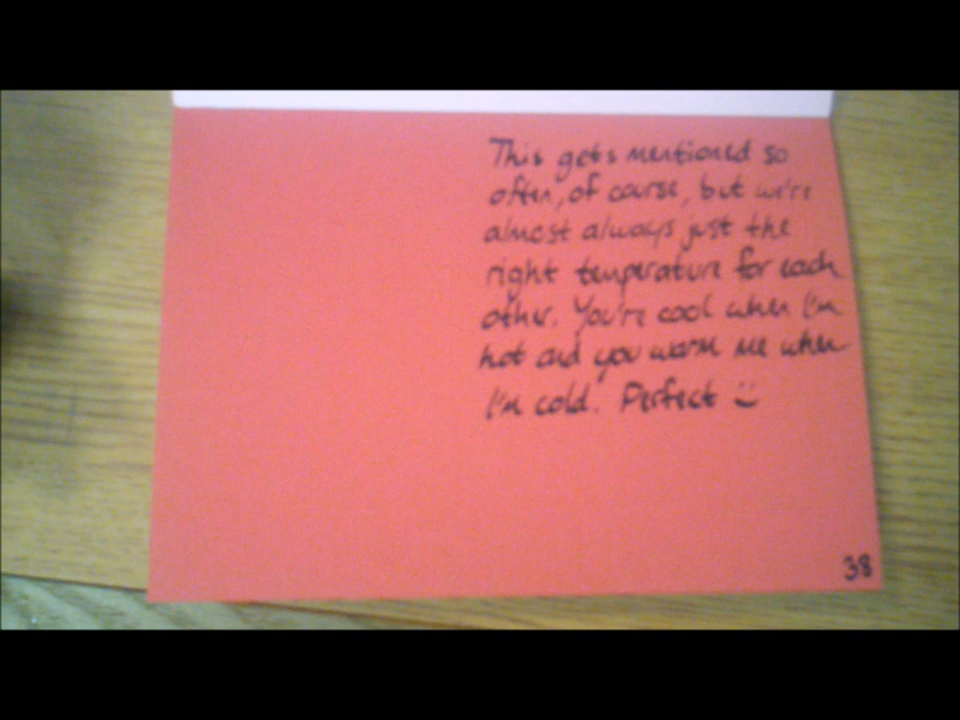 This gets mentioned so
often, of course, but we're
almost always just the
right temperature for each
other. You're cool when I'm
hot and you warm me when
I'm cold. Perfect :)
38